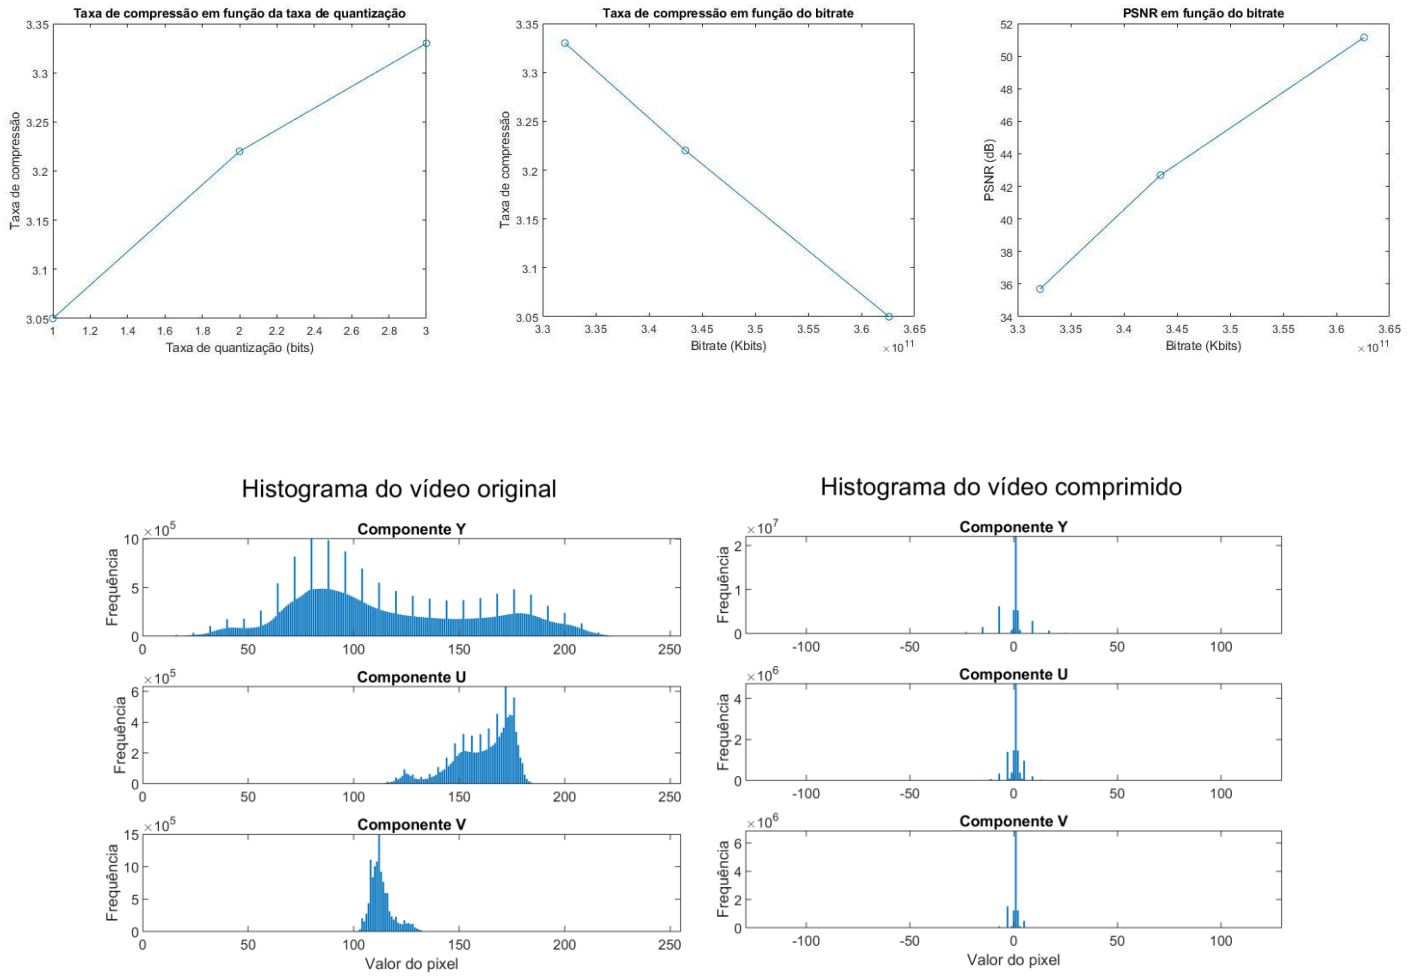 Taxa de compressão em função da taxa de quantização
3.35
3.3
3.25
3.2
3.15
3.1
3.05
Taxa de compressão
1 1.2 1.4 1.6 1.8 2 2.2 2.4 2.6 2.8 3
Taxa de quantização (bits)
Taxa de compressão em função do bitrate
3.35
3.3
3.25
3.2
3.15
3.1
3.05
Taxa de compressão
3.3 3.35 3.4 3.45 3.5 3.55 3.6 3.65
Bitrate (Kbits)
×10^11
PSNR em função do bitrate
52
50
48
46
44
42
40
38
36
34
PSNR (dB)
3.3 3.35 3.4 3.45 3.5 3.55 3.6 3.65
Bitrate (Kbits)
×10^11
Histograma do vídeo original
×10^5
Componente Y
10
5
0
Frequência
0 50 100 150 200 250
×10^5
Componente U
6
4
2
0
Frequência
0 50 100 150 200 250
×10^5
Componente V
15
10
5
0
Frequência
0 50 100 150 200 250
Valor do pixel
Histograma do vídeo comprimido
×10^7
Componente Y
2
1
0
Frequência
-100 -50 0 50 100
×10^6
Componente U
4
2
0
Frequência
-100 -50 0 50 100
×10^6
Componente V
6
4
2
0
Frequência
-100 -50 0 50 100
Valor do pixel